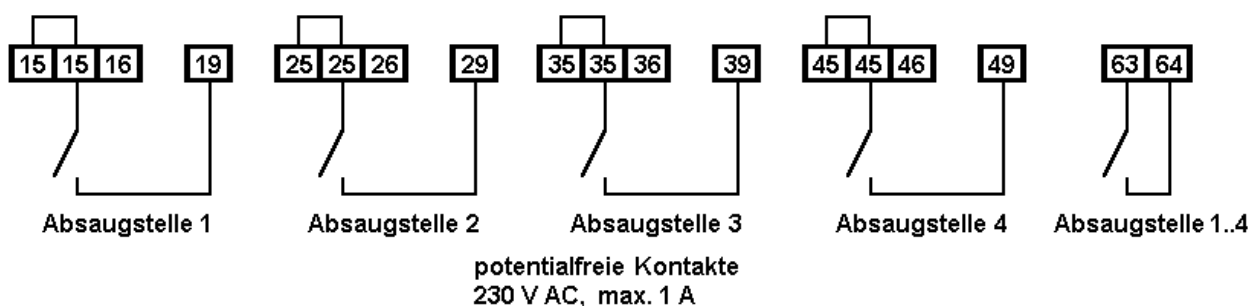 15 15 16 19 25 25 26 29 35 35 36 39 45 45 46 49 63 64
Absaugstelle 1 Absaugstelle 2 Absaugstelle 3 Absaugstelle 4 Absaugstelle 1..4
potentialfreie Kontakte
230 V AC, max. 1 A